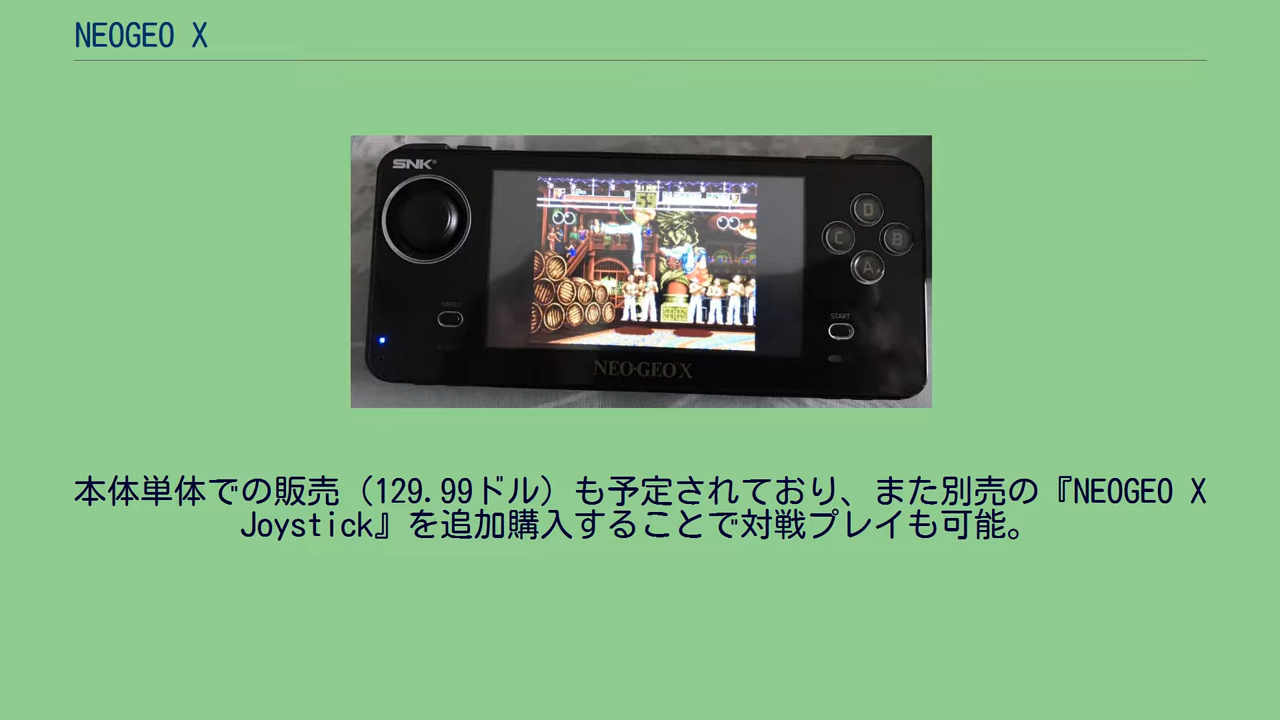 NEOGEO X
SNK
D
C
B
A
MENU
START
59
NEO·GEO X
本体単体での販売（129.99ドル）も予定されており、また別売の『NEOGEO X
Joystick』を追加購入することで対戦プレイも可能。